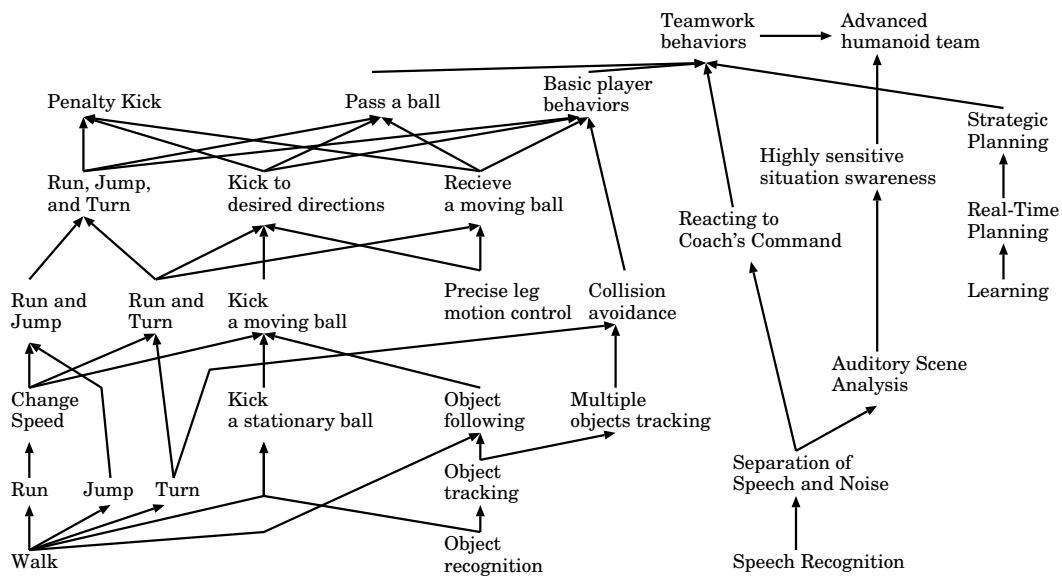 Teamwork
behaviors
Advanced
humanoid team
Penalty Kick
Pass a ball
Basic player
behaviors
Strategic
Planning
Run, Jump,
and Turn
Kick to
desired directions
Recieve
a moving ball
Highly sensitive
situation swareness
Reacting to
Coach's Command
Real-Time
Planning
Run and
Jump
Run and
Turn
Kick
a moving ball
Precise leg
motion control
Collision
avoidance
Learning
Auditory Scene
Analysis
Change
Speed
Kick
a stationary ball
Object
following
Multiple
objects tracking
Run
Jump
Turn
Object
tracking
Separation of
Speech and Noise
Walk
Object
recognition
Speech Recognition